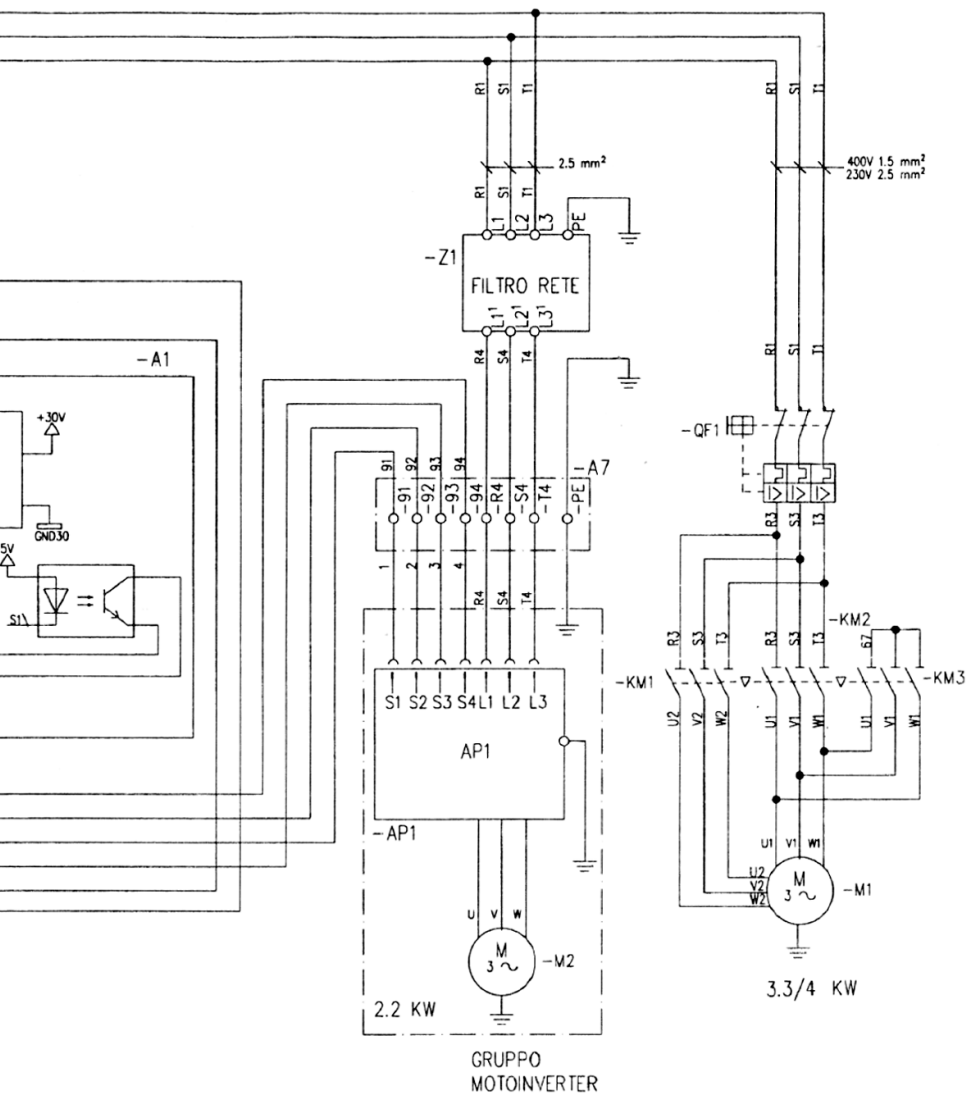 R1 S1 T1
R1 S1 T1
2.5 mm²
400V 1.5 mm²
230V 2.5 mm²
R1 S1 T1
L1 L2 L3 PE
-Z1
FILTRO RETE
L1¹ L2¹ L3¹
R4 S4 T4
R1 S1 T1
-A1
+30V
-QF1
91 92 93 94
-A7
-91 -92 -93 -94 -R4 -S4 -T4 -PE
GND30
5V
R3 S3 T3
1 2 3 4
R4 S4 T4
S1\
-KM2
R3 S3 T3
R3 S3 T3
67
-KM1
-KM3
S1 S2 S3 S4 L1 L2 L3
U2 V2 W2
U1 V1 W1
U1 V1 W1
AP1
-AP1
U1 V1 W1
U2
V2
W2
M
3 ~
-M1
U V W
M
3 ~
-M2
3.3/4 KW
2.2 KW
GRUPPO
MOTOINVERTER